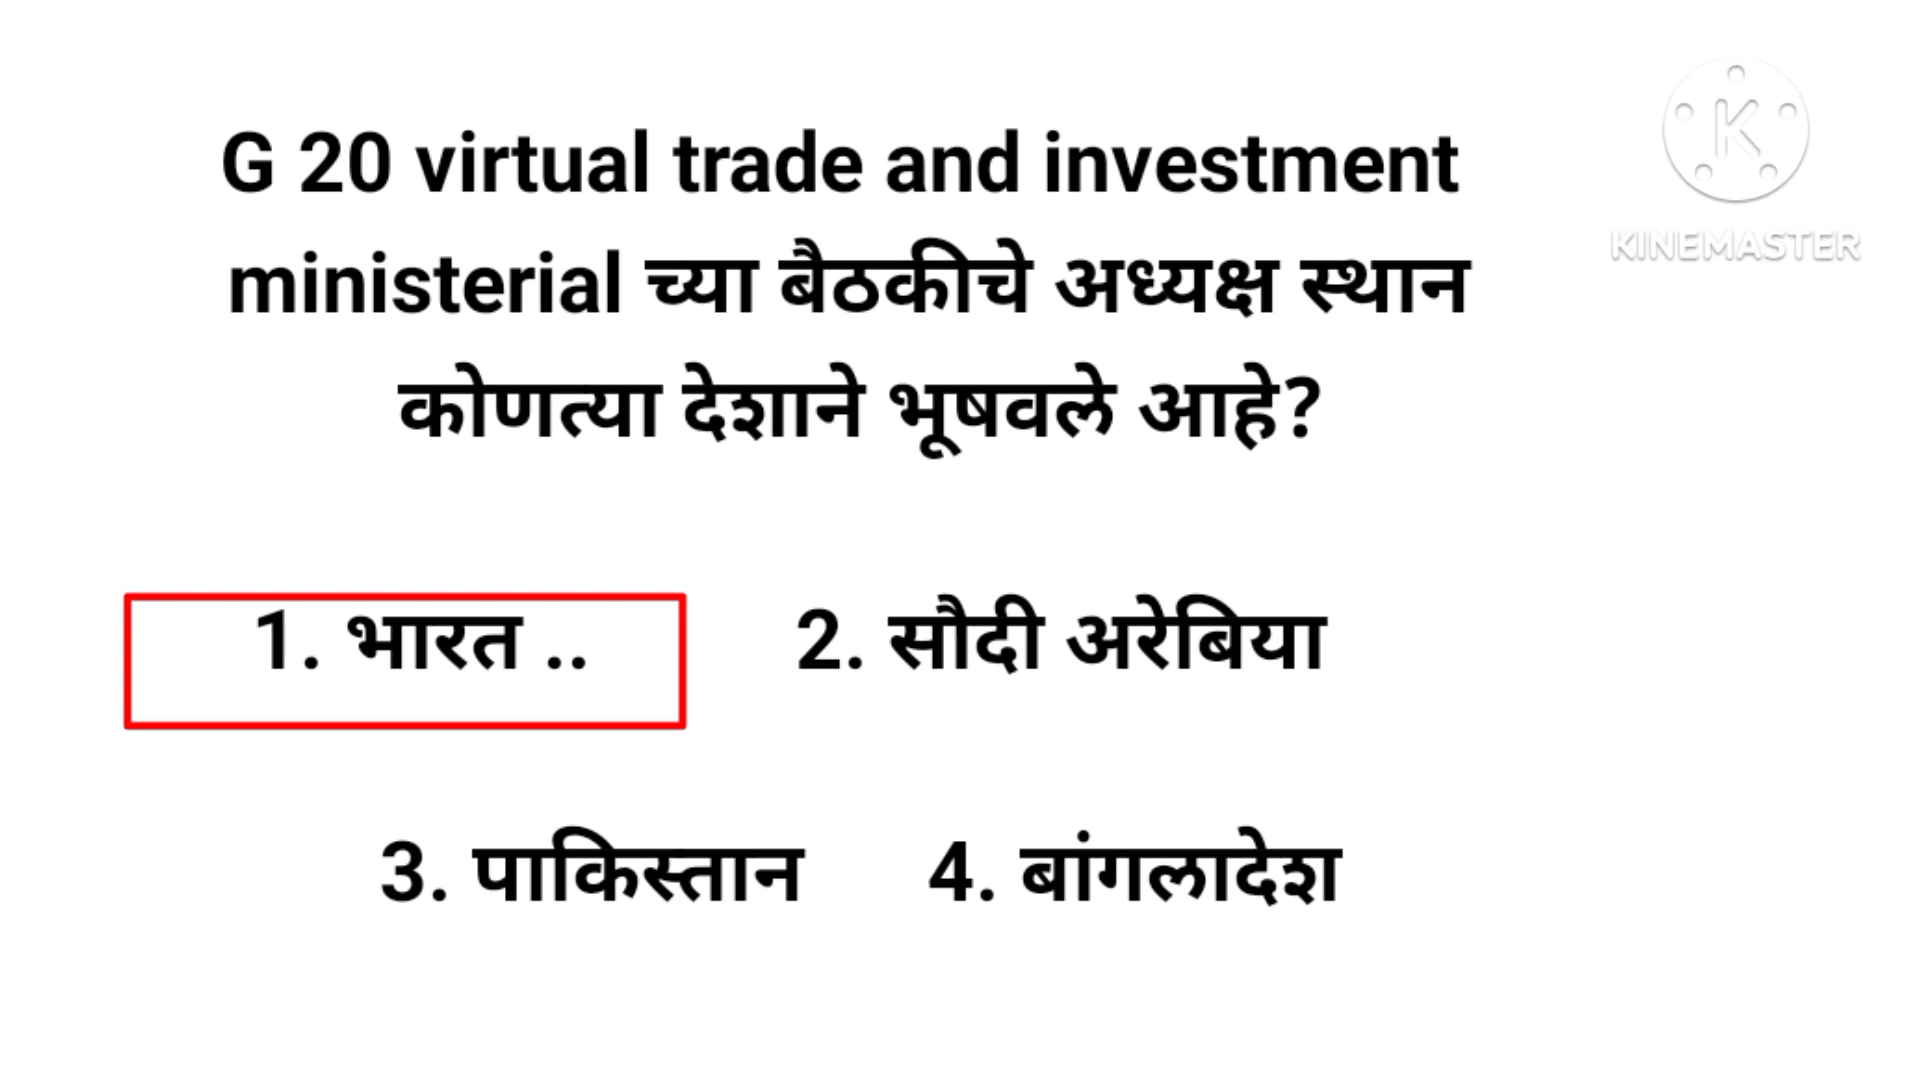 G 20 virtual trade and investment
ministerial च्या बैठकीचे अध्यक्ष स्थान
कोणत्या देशाने भूषवले आहे?
1. भारत .. 2. सौदी अरेबिया
3. पाकिस्तान 4. बांगलादेश
K
KINEMASTER